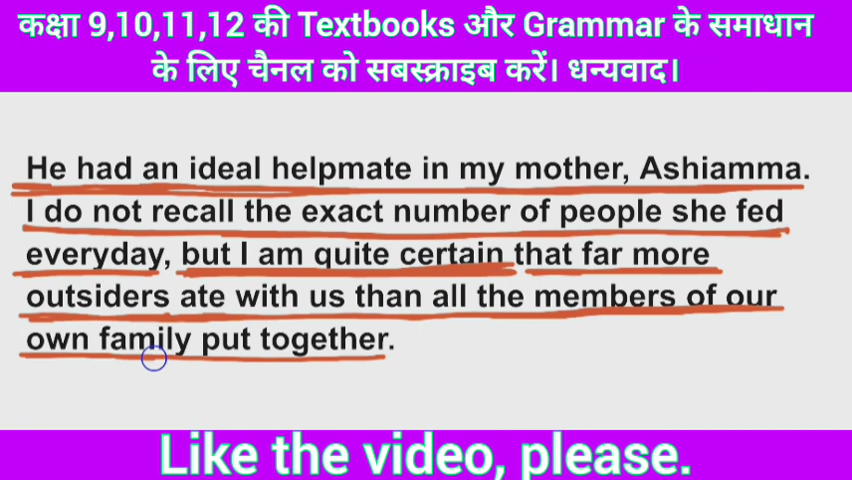 कक्षा 9,10,11,12 की Textbooks और Grammar के समाधान
के लिए चैनल को सबस्क्राइब करें। धन्यवाद।
He had an ideal helpmate in my mother, Ashiamma.
I do not recall the exact number of people she fed
everyday, but I am quite certain that far more
outsiders ate with us than all the members of our
own family put together.
Like the video, please.